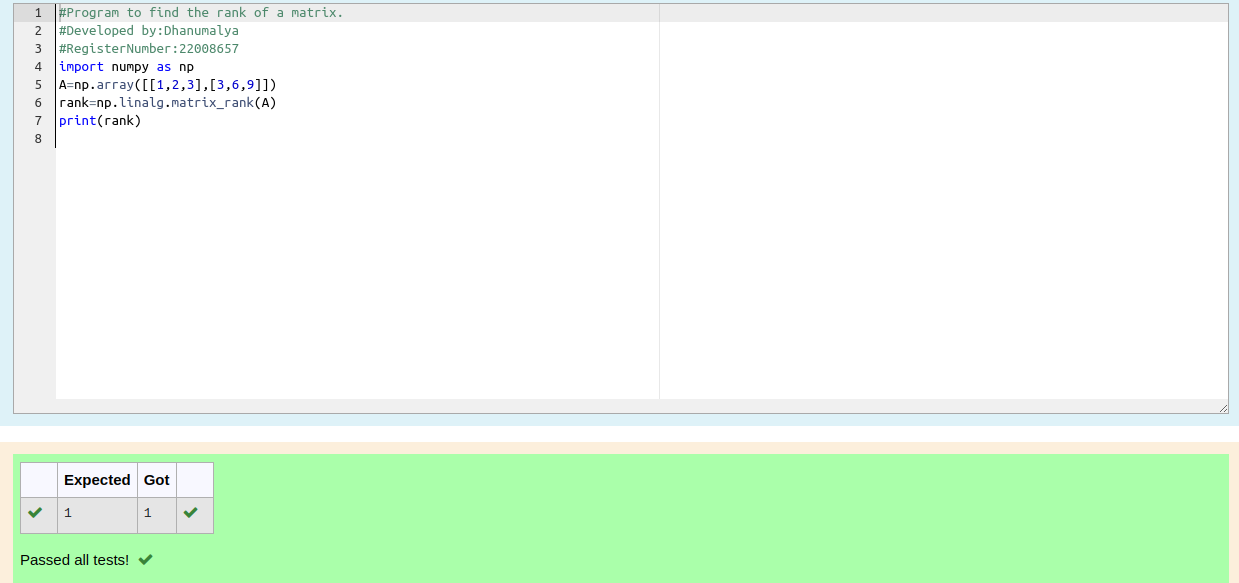 1 #Program to find the rank of a matrix.
2 #Developed by:Dhanumalya
3 #RegisterNumber:22008657
4 import numpy as np
5 A=np.array([[1,2,3],[3,6,9]])
6 rank=np.linalg.matrix_rank(A)
7 print(rank)
8
Expected Got
1 1
Passed all tests!